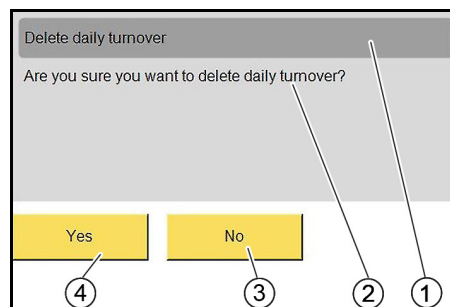 Delete daily turnover
Are you sure you want to delete daily turnover?
Yes No
4 3 2 1